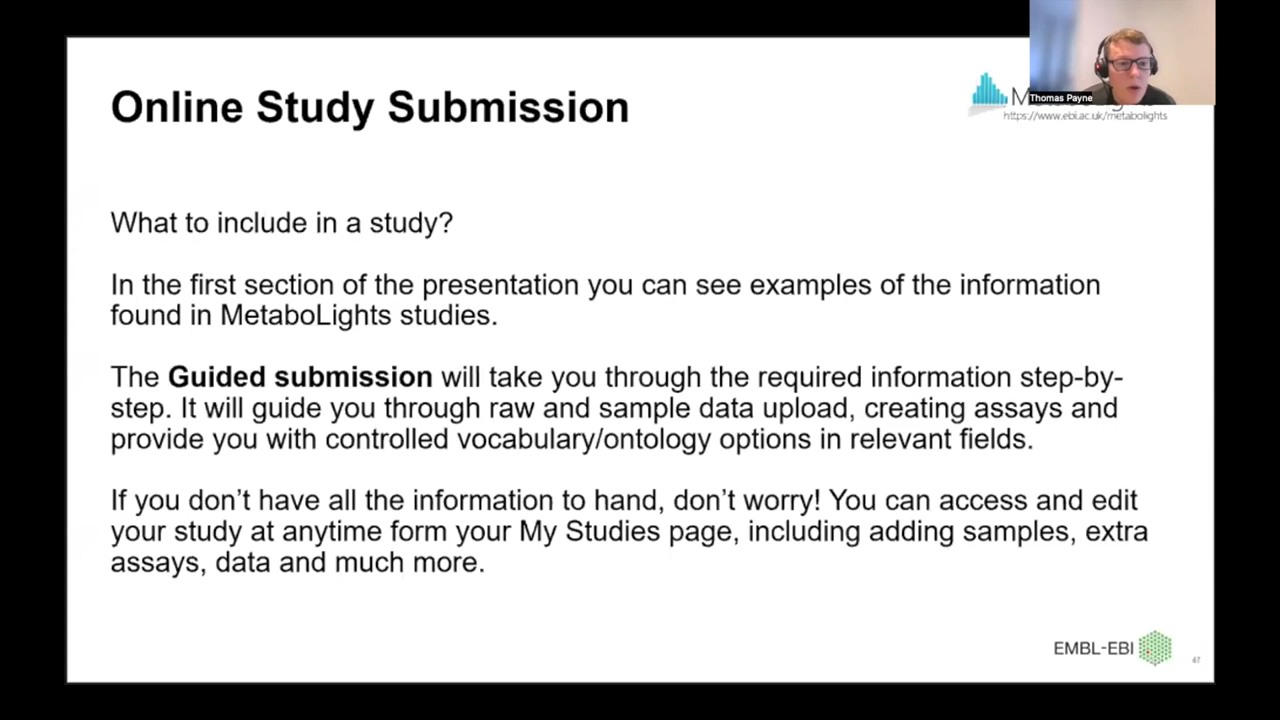 Online Study Submission
Thomas Payne
https://www.ebi.ac.uk/metabolights
What to include in a study?
In the first section of the presentation you can see examples of the information
found in MetaboLights studies.
The Guided submission will take you through the required information step-by-
step. It will guide you through raw and sample data upload, creating assays and
provide you with controlled vocabulary/ontology options in relevant fields.
If you don’t have all the information to hand, don’t worry! You can access and edit
your study at anytime form your My Studies page, including adding samples, extra
assays, data and much more.
EMBL-EBI
47